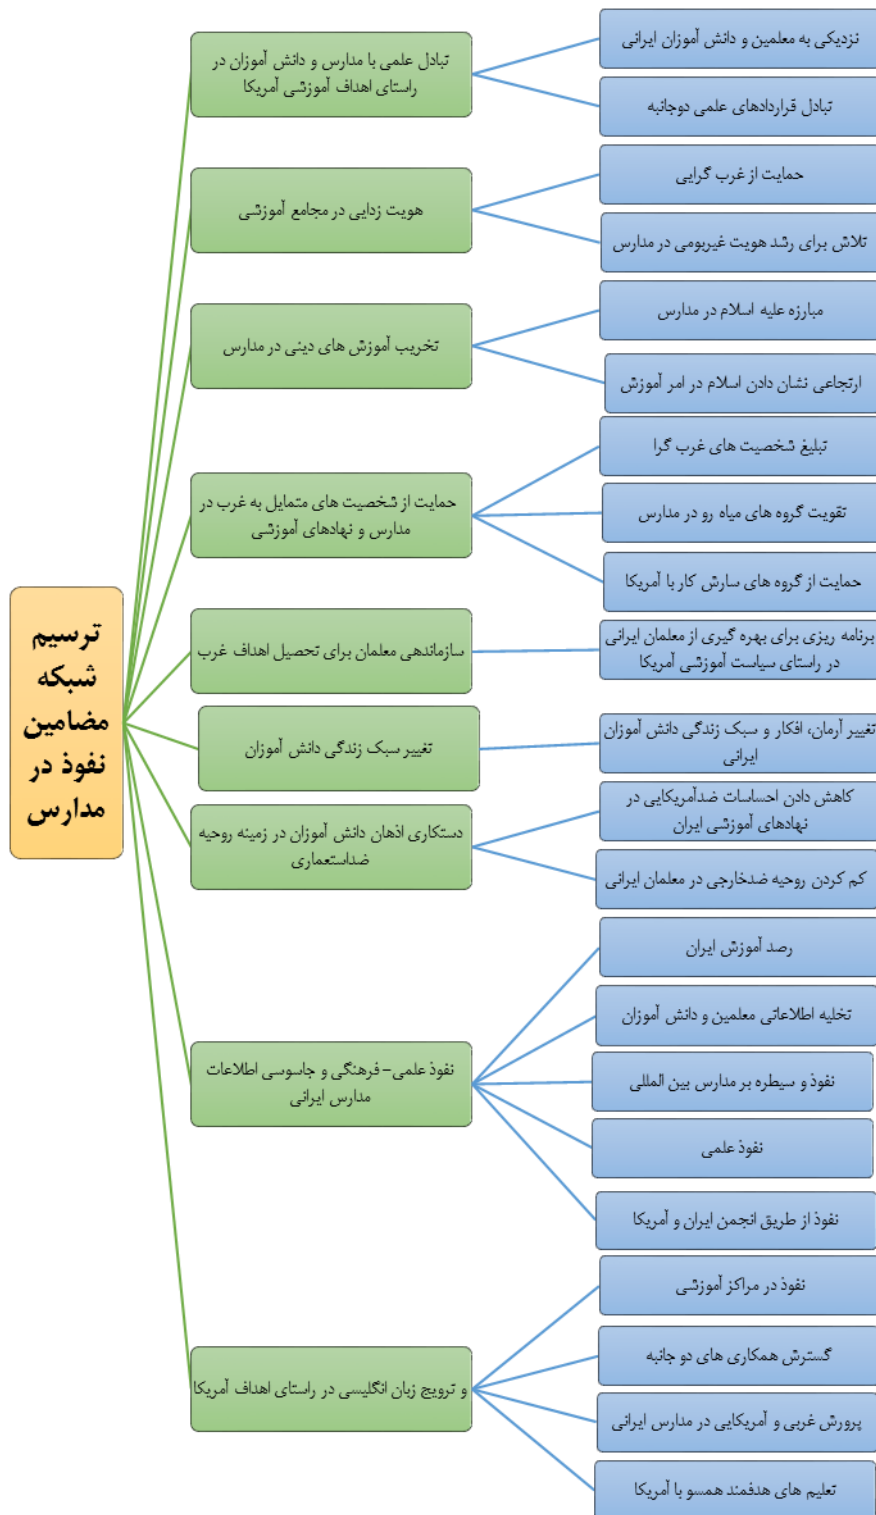 ترسیم
شبکه
مضامین
نفوذ در
مدارس
تبادل علمی با مدارس و دانش آموزان در
راستای اهداف آموزشی آمریکا
نزدیکی به معلمین و دانش آموزان ایرانی
تبادل قراردادهای علمی دوجانبه
هویت زدایی در مجامع آموزشی
حمایت از غرب گرایی
تلاش برای رشد هویت غیربومی در مدارس
تخریب آموزش های دینی در مدارس
مبارزه علیه اسلام در مدارس
ارتجاعی نشان دادن اسلام در امر آموزش
حمایت از شخصیت های متمایل به غرب در
مدارس و نهادهای آموزشی
تبلیغ شخصیت های غرب گرا
تقویت گروه های میاه رو در مدارس
حمایت از گروه های سارش کار با آمریکا
سازماندهی معلمان برای تحصیل اهداف غرب
برنامه ریزی برای بهره گیری از معلمان ایرانی
در راستای سیاست آموزشی آمریکا
تغییر سبک زندگی دانش آموزان
تغییر آرمان، افکار و سبک زندگی دانش آموزان
ایرانی
دستکاری اذهان دانش آموزان در زمینه روحیه
ضداستعماری
کاهش دادن احساسات ضدآمریکایی در
نهادهای آموزشی ایران
کم کردن روحیه ضدخارجی در معلمان ایرانی
نفوذ علمی- فرهنگی و جاسوسی اطلاعات
مدارس ایرانی
رصد آموزش ایران
تخلیه اطلاعاتی معلمین و دانش آموزان
نفوذ و سیطره بر مدارس بین المللی
نفوذ علمی
نفوذ از طریق انجمن ایران و آمریکا
و ترویج زبان انگلیسی در راستای اهداف آمریکا
نفوذ در مراکز آموزشی
گسترش همکاری های دو جانبه
پرورش غربی و آمریکایی در مدارس ایرانی
تعلیم های هدفمند همسو با آمریکا